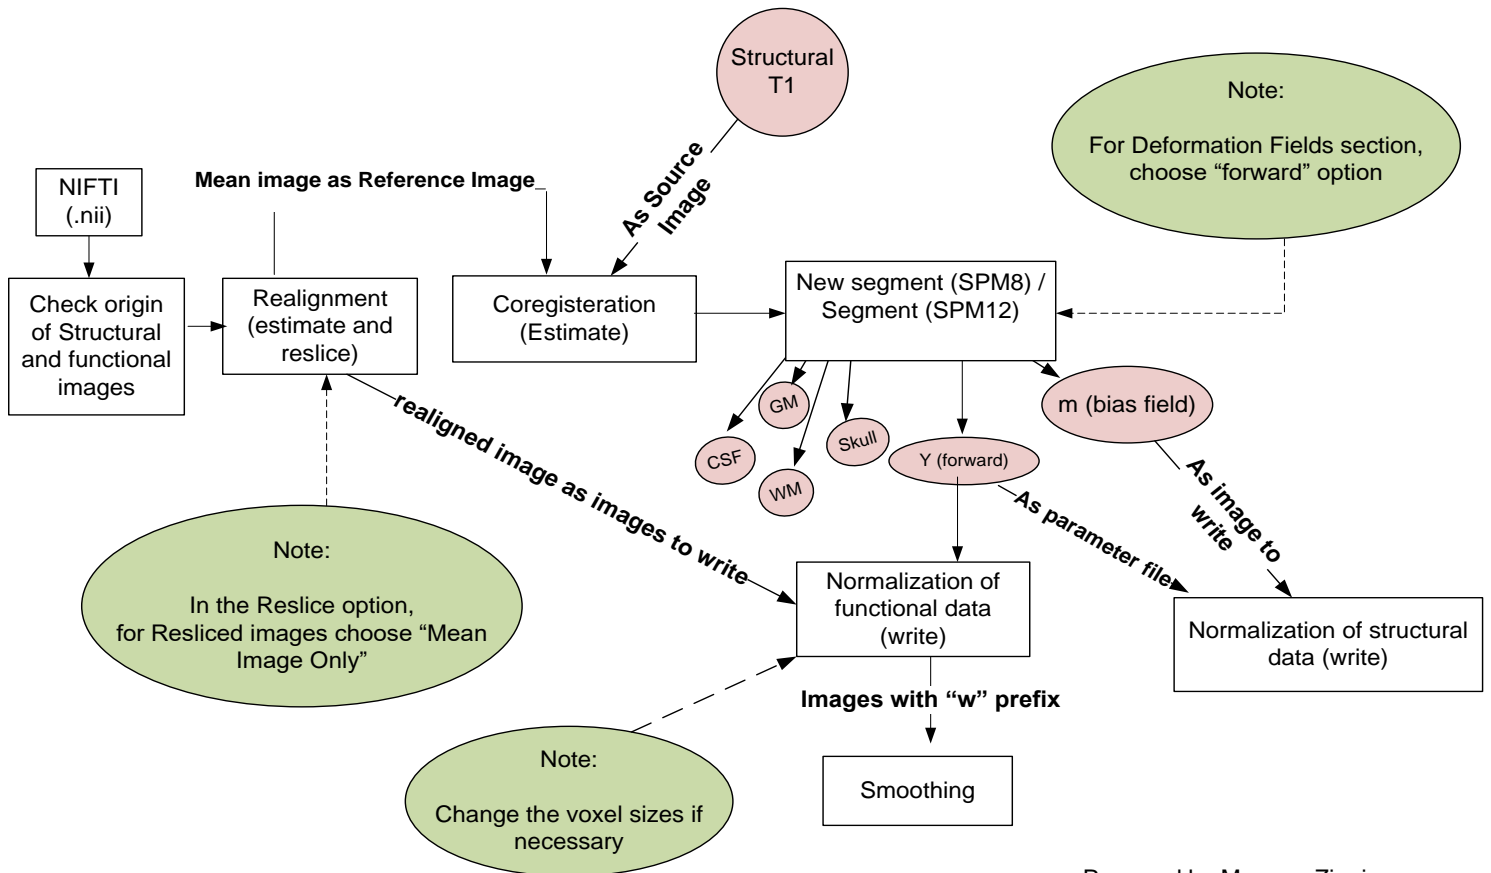 Structural
T1
Note:
For Deformation Fields section,
choose “forward” option
As Source
Image
Mean image as Reference Image
NIFTI
(.nii)
Check origin
of Structural
and functional
images
Realignment
(estimate and
reslice)
Coregisteration
(Estimate)
New segment (SPM8) /
Segment (SPM12)
GM
CSF
WM
Skull
Y (forward)
m (bias field)
realigned image as images to write
As parameter file
As image to
write
Note:
In the Reslice option,
for Resliced images choose “Mean
Image Only”
Normalization of
functional data
(write)
Normalization of structural
data (write)
Images with “w” prefix
Note:
Change the voxel sizes if
necessary
Smoothing